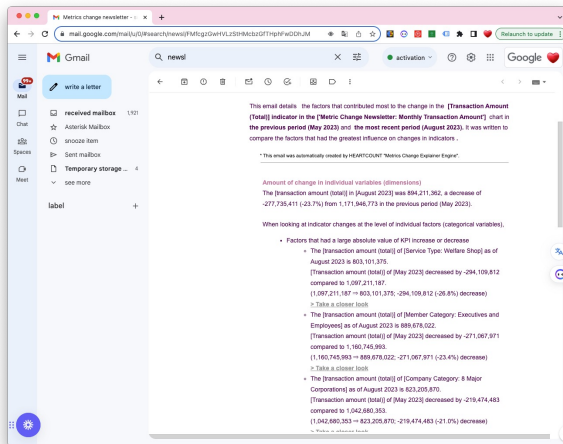 Metrics change newsletter -
mail.google.com/mail/u/0/#search/newsl/FMfcgzGwHVLzStHMcbzGfTHphFwDDhJM
Relaunch to update
Gmail
newsl
activation
Google
99+
Mail
Chat
Spaces
Meet
write a letter
received mailbox 1,921
Asterisk Mailbox
snooze item
Sent mailbox
Temporary storage ... 4
see more
label
This email details the factors that contributed most to the change in the [Transaction Amount
(Total)] indicator in the ['Metric Change Newsletter: Monthly Transaction Amount'] chart in
the previous period (May 2023) and the most recent period (August 2023). It was written to
compare the factors that had the greatest influence on changes in indicators .
* This email was automatically created by HEARTCOUNT "Metrics Change Explainer Engine".
Amount of change in individual variables (dimensions)
The [transaction amount (total)] in [August 2023] was 894,211,362, a decrease of
-277,735,411 (-23.7%) from 1,171,946,773 in the previous period (May 2023).
When looking at indicator changes at the level of individual factors (categorical variables),
• Factors that had a large absolute value of KPI increase or decrease
The [transaction amount (total)] of [Service Type: Welfare Shop] as of
August 2023 is 803,101,375.
[Transaction amount (total)] of [May 2023] decreased by -294,109,812
compared to 1,097,211,187.
(1,097,211,187 ⇒ 803,101,375; -294,109,812 (-26.8%) decrease)
> Take a closer look
The [transaction amount (total)] of [Member Category: Executives and
Employees] as of August 2023 is 889,678,022.
[Transaction amount (total)] of [May 2023] decreased by -271,067,971
compared to 1,160,745,993.
(1,160,745,993 ⇒ 889,678,022; -271,067,971 (-23.4%) decrease)
> Take a closer look
The [transaction amount (total)] of [Company Category: 8 Major
Corporations] as of August 2023 is 823,205,870.
[Transaction amount (total)] of [May 2023] decreased by -219,474,483
compared to 1,042,680,353.
(1,042,680,353 ⇒ 823,205,870; -219,474,483 (-21.0%) decrease)
> Take a closer look